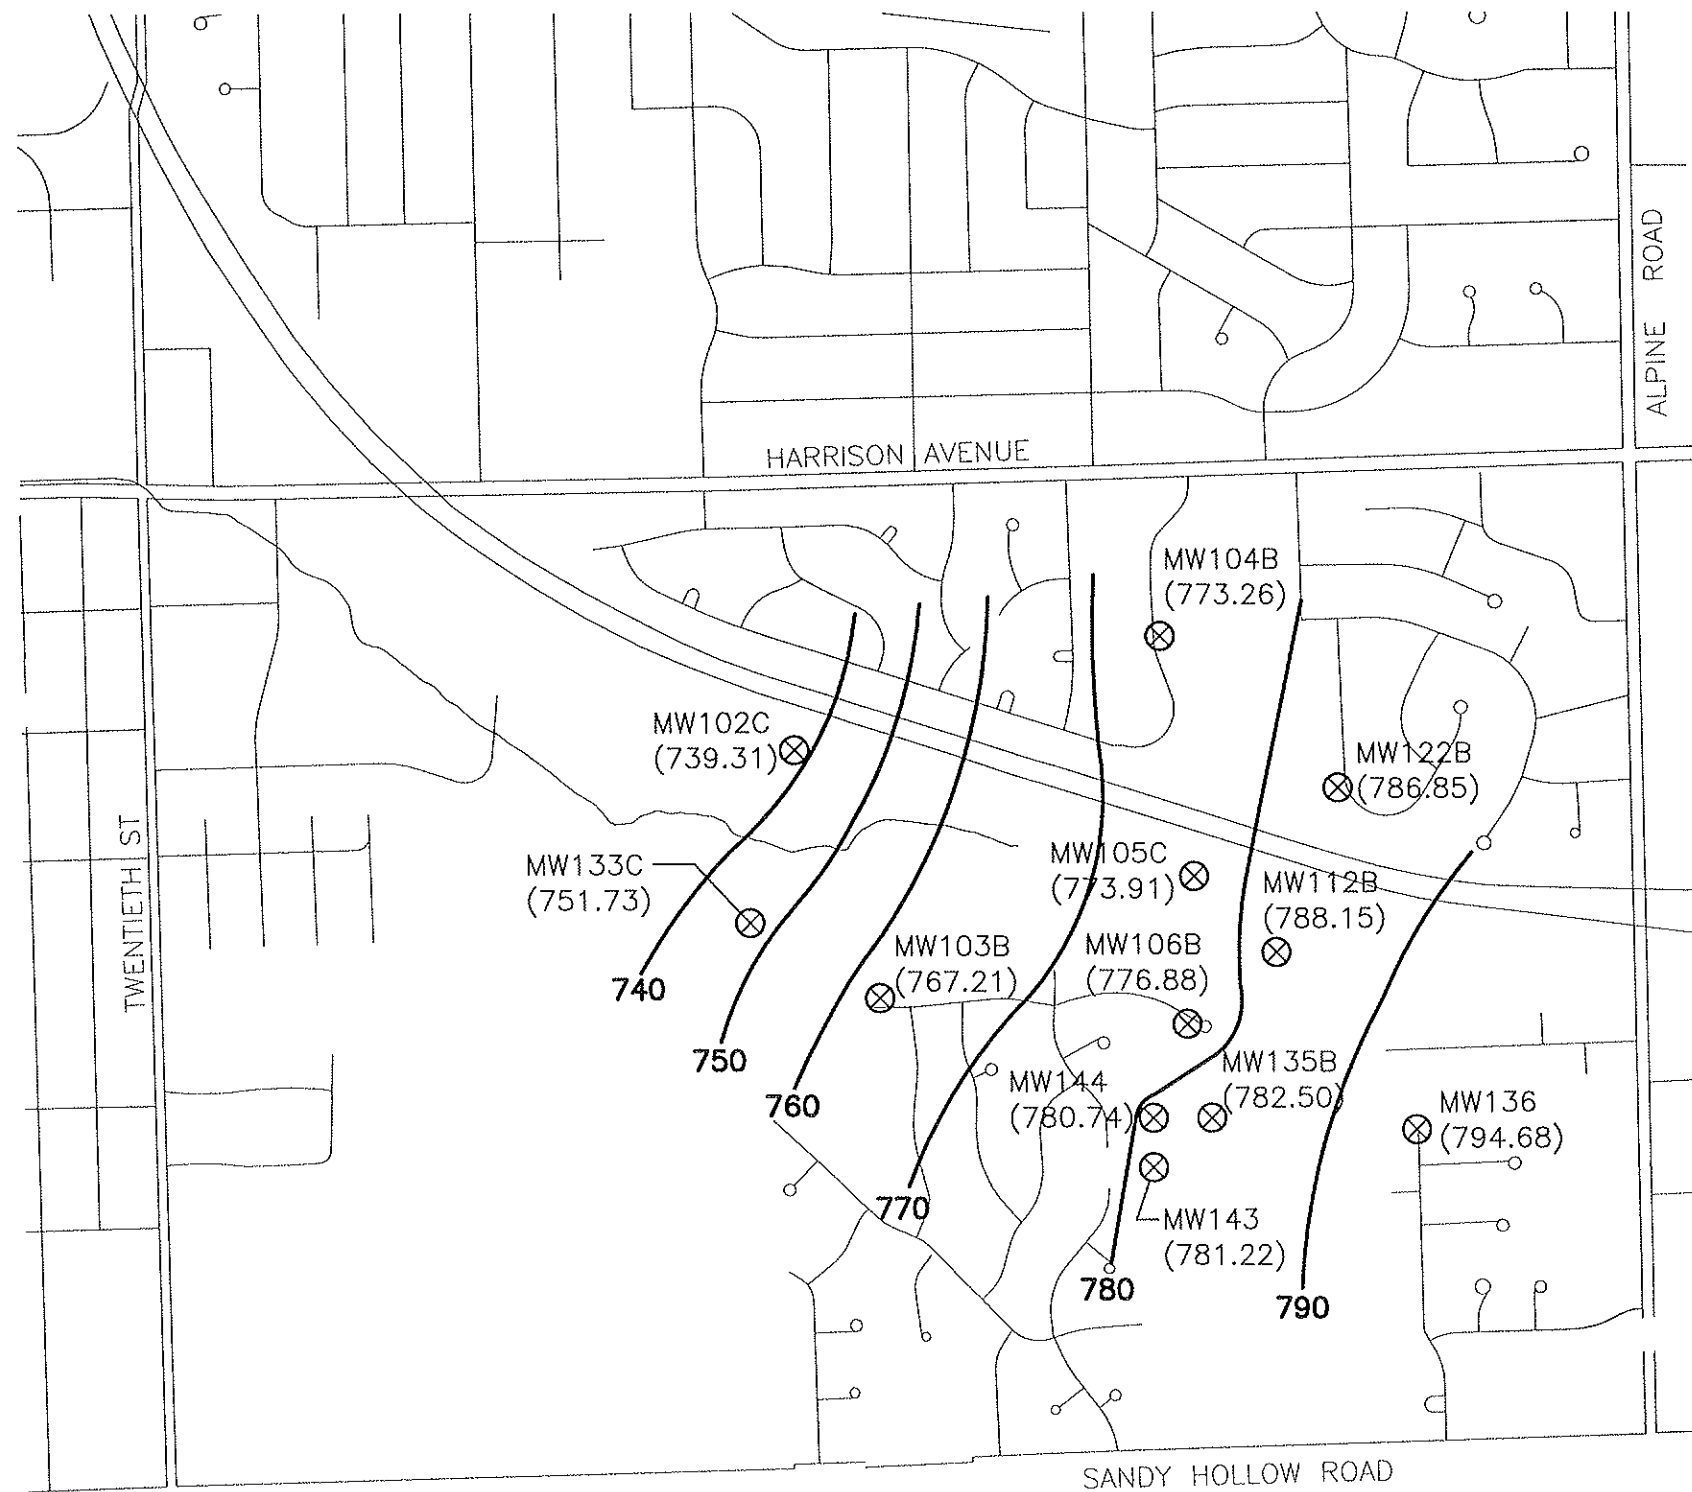 ALPINE ROAD
HARRISON AVENUE
MW104B
(773.26)
MW102C
(739.31)
MW122B
(786.85)
MW133C
(751.73)
MW105C
(773.91)
MW112B
(788.15)
TWENTIETH ST
MW103B
(767.21)
MW106B
(776.88)
740
750
MW144
(780.74)
MW135B
(782.50)
760
MW136
(794.68)
770
MW143
(781.22)
780
790
SANDY HOLLOW ROAD